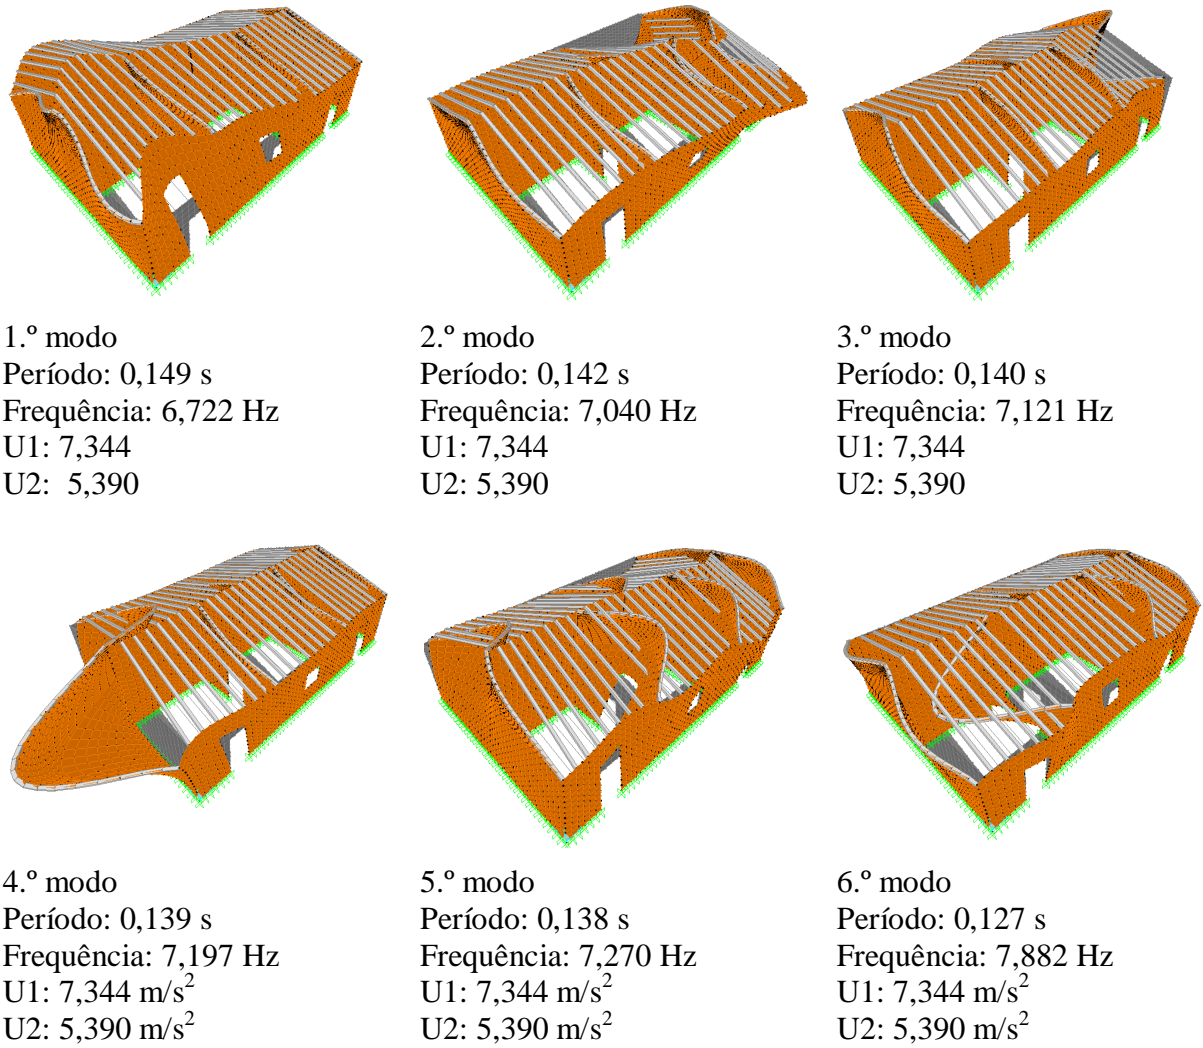 1.º modo
Período: 0,149 s
Frequência: 6,722 Hz
U1: 7,344
U2: 5,390
2.º modo
Período: 0,142 s
Frequência: 7,040 Hz
U1: 7,344
U2: 5,390
3.º modo
Período: 0,140 s
Frequência: 7,121 Hz
U1: 7,344
U2: 5,390
4.º modo
Período: 0,139 s
Frequência: 7,197 Hz
U1: 7,344 m/s²
U2: 5,390 m/s²
5.º modo
Período: 0,138 s
Frequência: 7,270 Hz
U1: 7,344 m/s²
U2: 5,390 m/s²
6.º modo
Período: 0,127 s
Frequência: 7,882 Hz
U1: 7,344 m/s²
U2: 5,390 m/s²